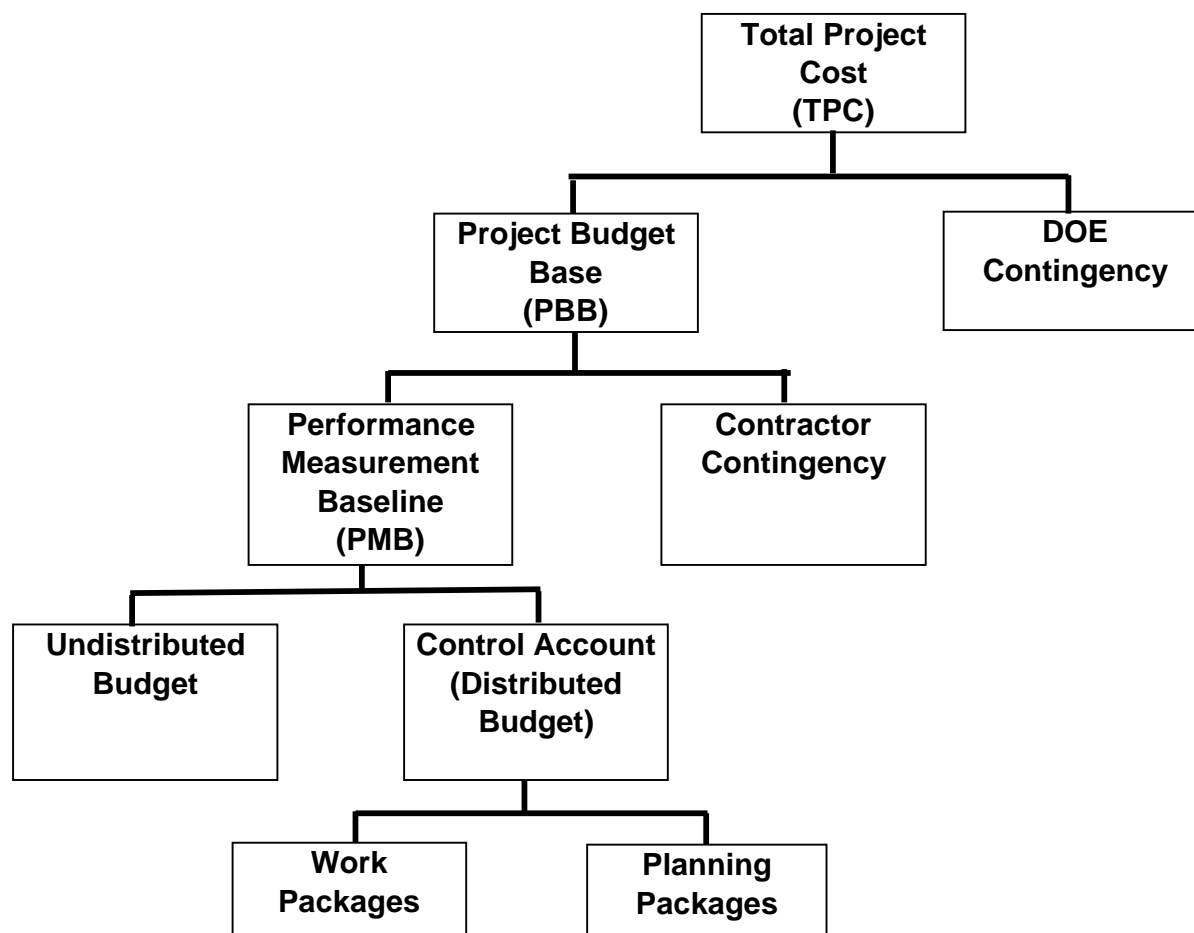 Total Project
Cost
(TPC)
Project Budget
Base
(PBB)
DOE
Contingency
Performance
Measurement
Baseline
(PMB)
Contractor
Contingency
Undistributed
Budget
Control Account
(Distributed
Budget)
Work
Packages
Planning
Packages